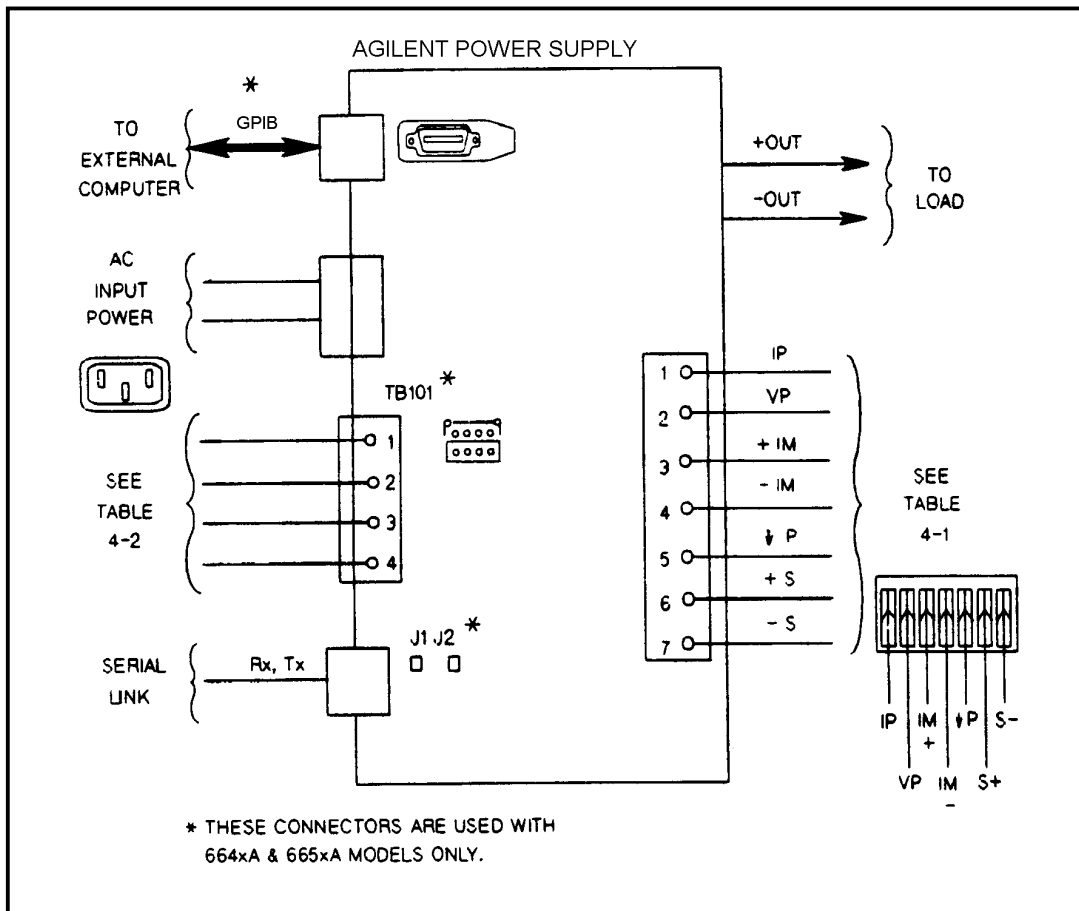 AGILENT POWER SUPPLY
*
GPIB
TO
EXTERNAL
COMPUTER
+OUT
-OUT
TO
LOAD
AC
INPUT
POWER
TB101 *
1
2
3
4
SEE
TABLE
4-2
1
2
3
4
5
6
7
IP
VP
+ IM
- IM
↓ P
+ S
- S
SEE
TABLE
4-1
J1 J2 *
SERIAL
LINK
Rx, Tx
IP IM ↓P S-
+
VP IM S+
-
* THESE CONNECTORS ARE USED WITH
664xA & 665xA MODELS ONLY.